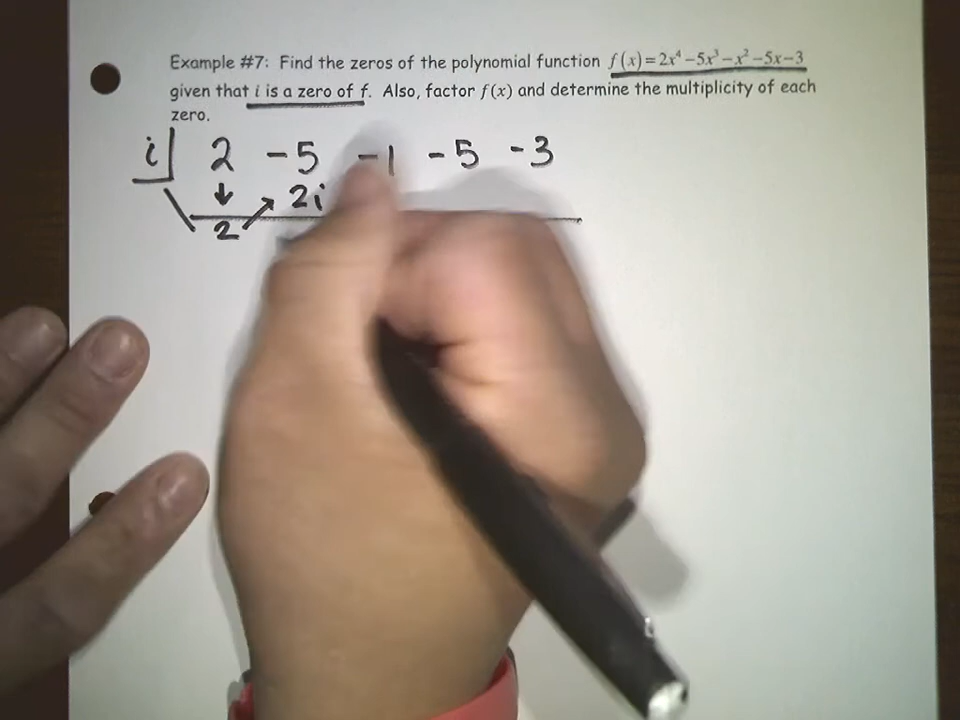 Example #7: Find the zeros of the polynomial function f(x)=2x⁴−5x³−x²−5x−3
given that i is a zero of f. Also, factor f(x) and determine the multiplicity of each
zero.
i 2 -5 -1 -5 -3
2i
2